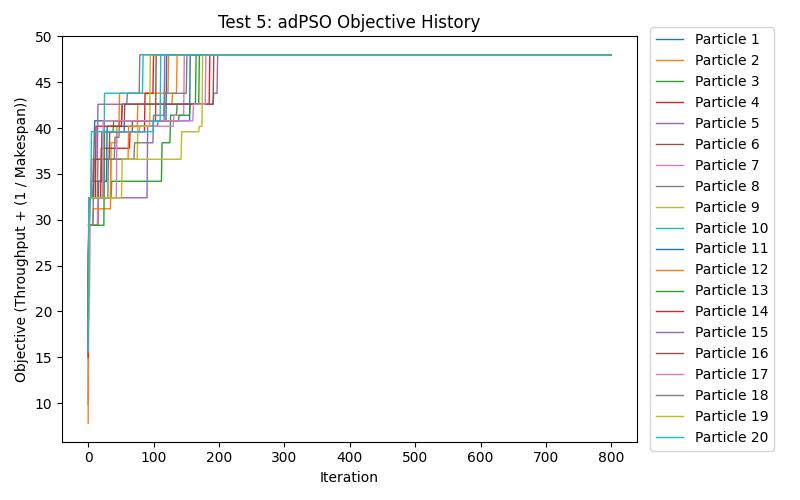 Test 5: adPSO Objective History
Objective (Throughput + (1 / Makespan))
50
45
40
35
30
25
20
15
10
0
100
200
300
400
500
600
700
800
Iteration
Particle 1
Particle 2
Particle 3
Particle 4
Particle 5
Particle 6
Particle 7
Particle 8
Particle 9
Particle 10
Particle 11
Particle 12
Particle 13
Particle 14
Particle 15
Particle 16
Particle 17
Particle 18
Particle 19
Particle 20